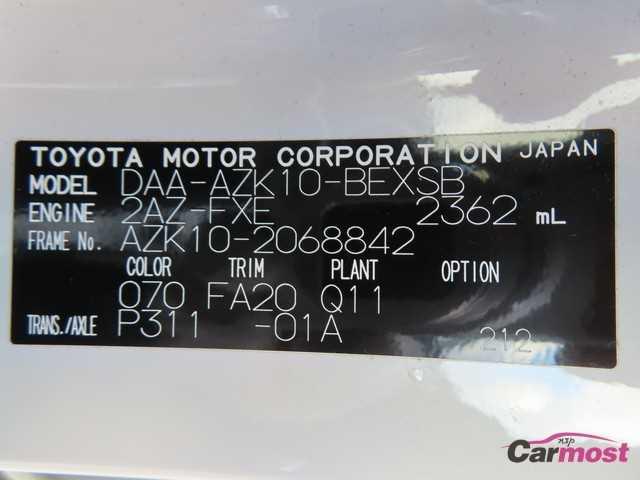 TOYOTA MOTOR CORPORATION JAPAN
MODEL DAA-AZK10-BEXSB
ENGINE 2AZ-FXE 2362 mL
FRAME No. AZK10-2068842
COLOR TRIM PLANT OPTION
070 FA20 Q11
TRANS./AXLE P311 -01A 212
ksp
Carmost